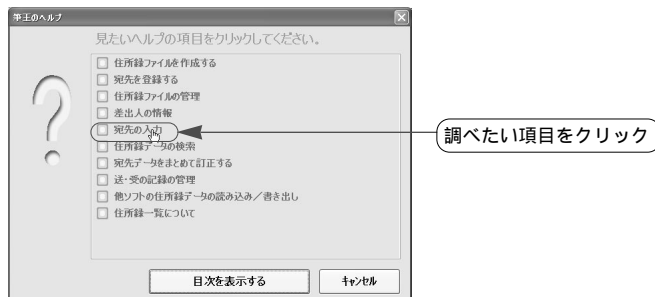 筆王のヘルプ
見たいヘルプの項目をクリックしてください。
住所録ファイルを作成する
宛先を登録する
住所録ファイルの管理
差出人の情報
宛先の入力
調べたい項目をクリック
住所録データの検索
宛先データをまとめて訂正する
送・受の記録の管理
他ソフトの住所録データの読み込み／書き出し
住所録一覧について
目次を表示する
キャンセル